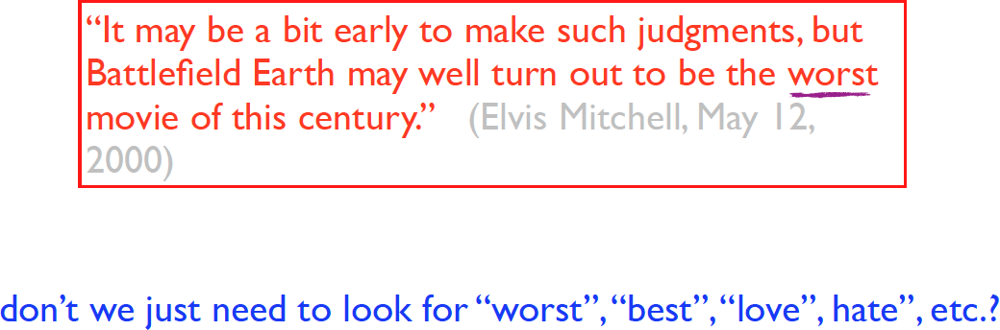 “It may be a bit early to make such judgments, but
Battlefield Earth may well turn out to be the worst
movie of this century.” (Elvis Mitchell, May 12,
2000)
don’t we just need to look for “worst”, “best”, “love”, hate”, etc.?